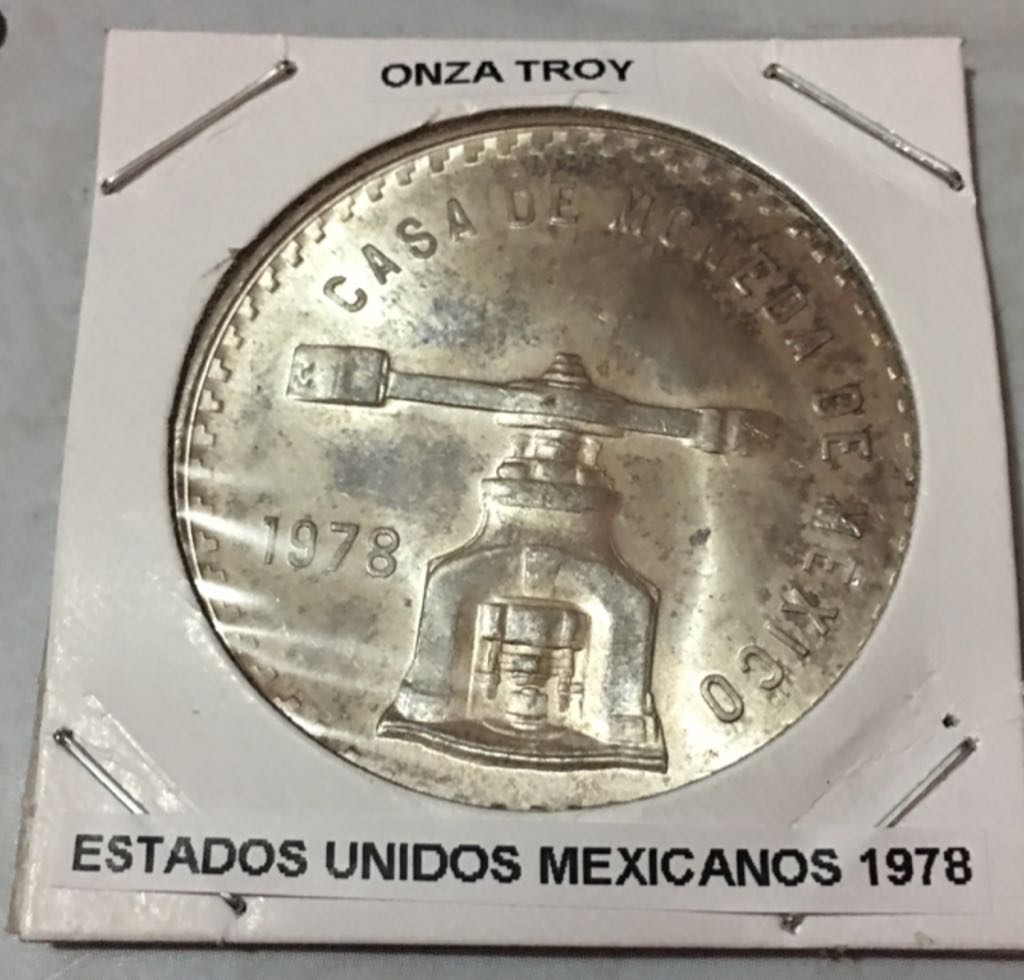 ONZA TROY
CASA DE MONEDA DE MEXICO
1978
ESTADOS UNIDOS MEXICANOS 1978